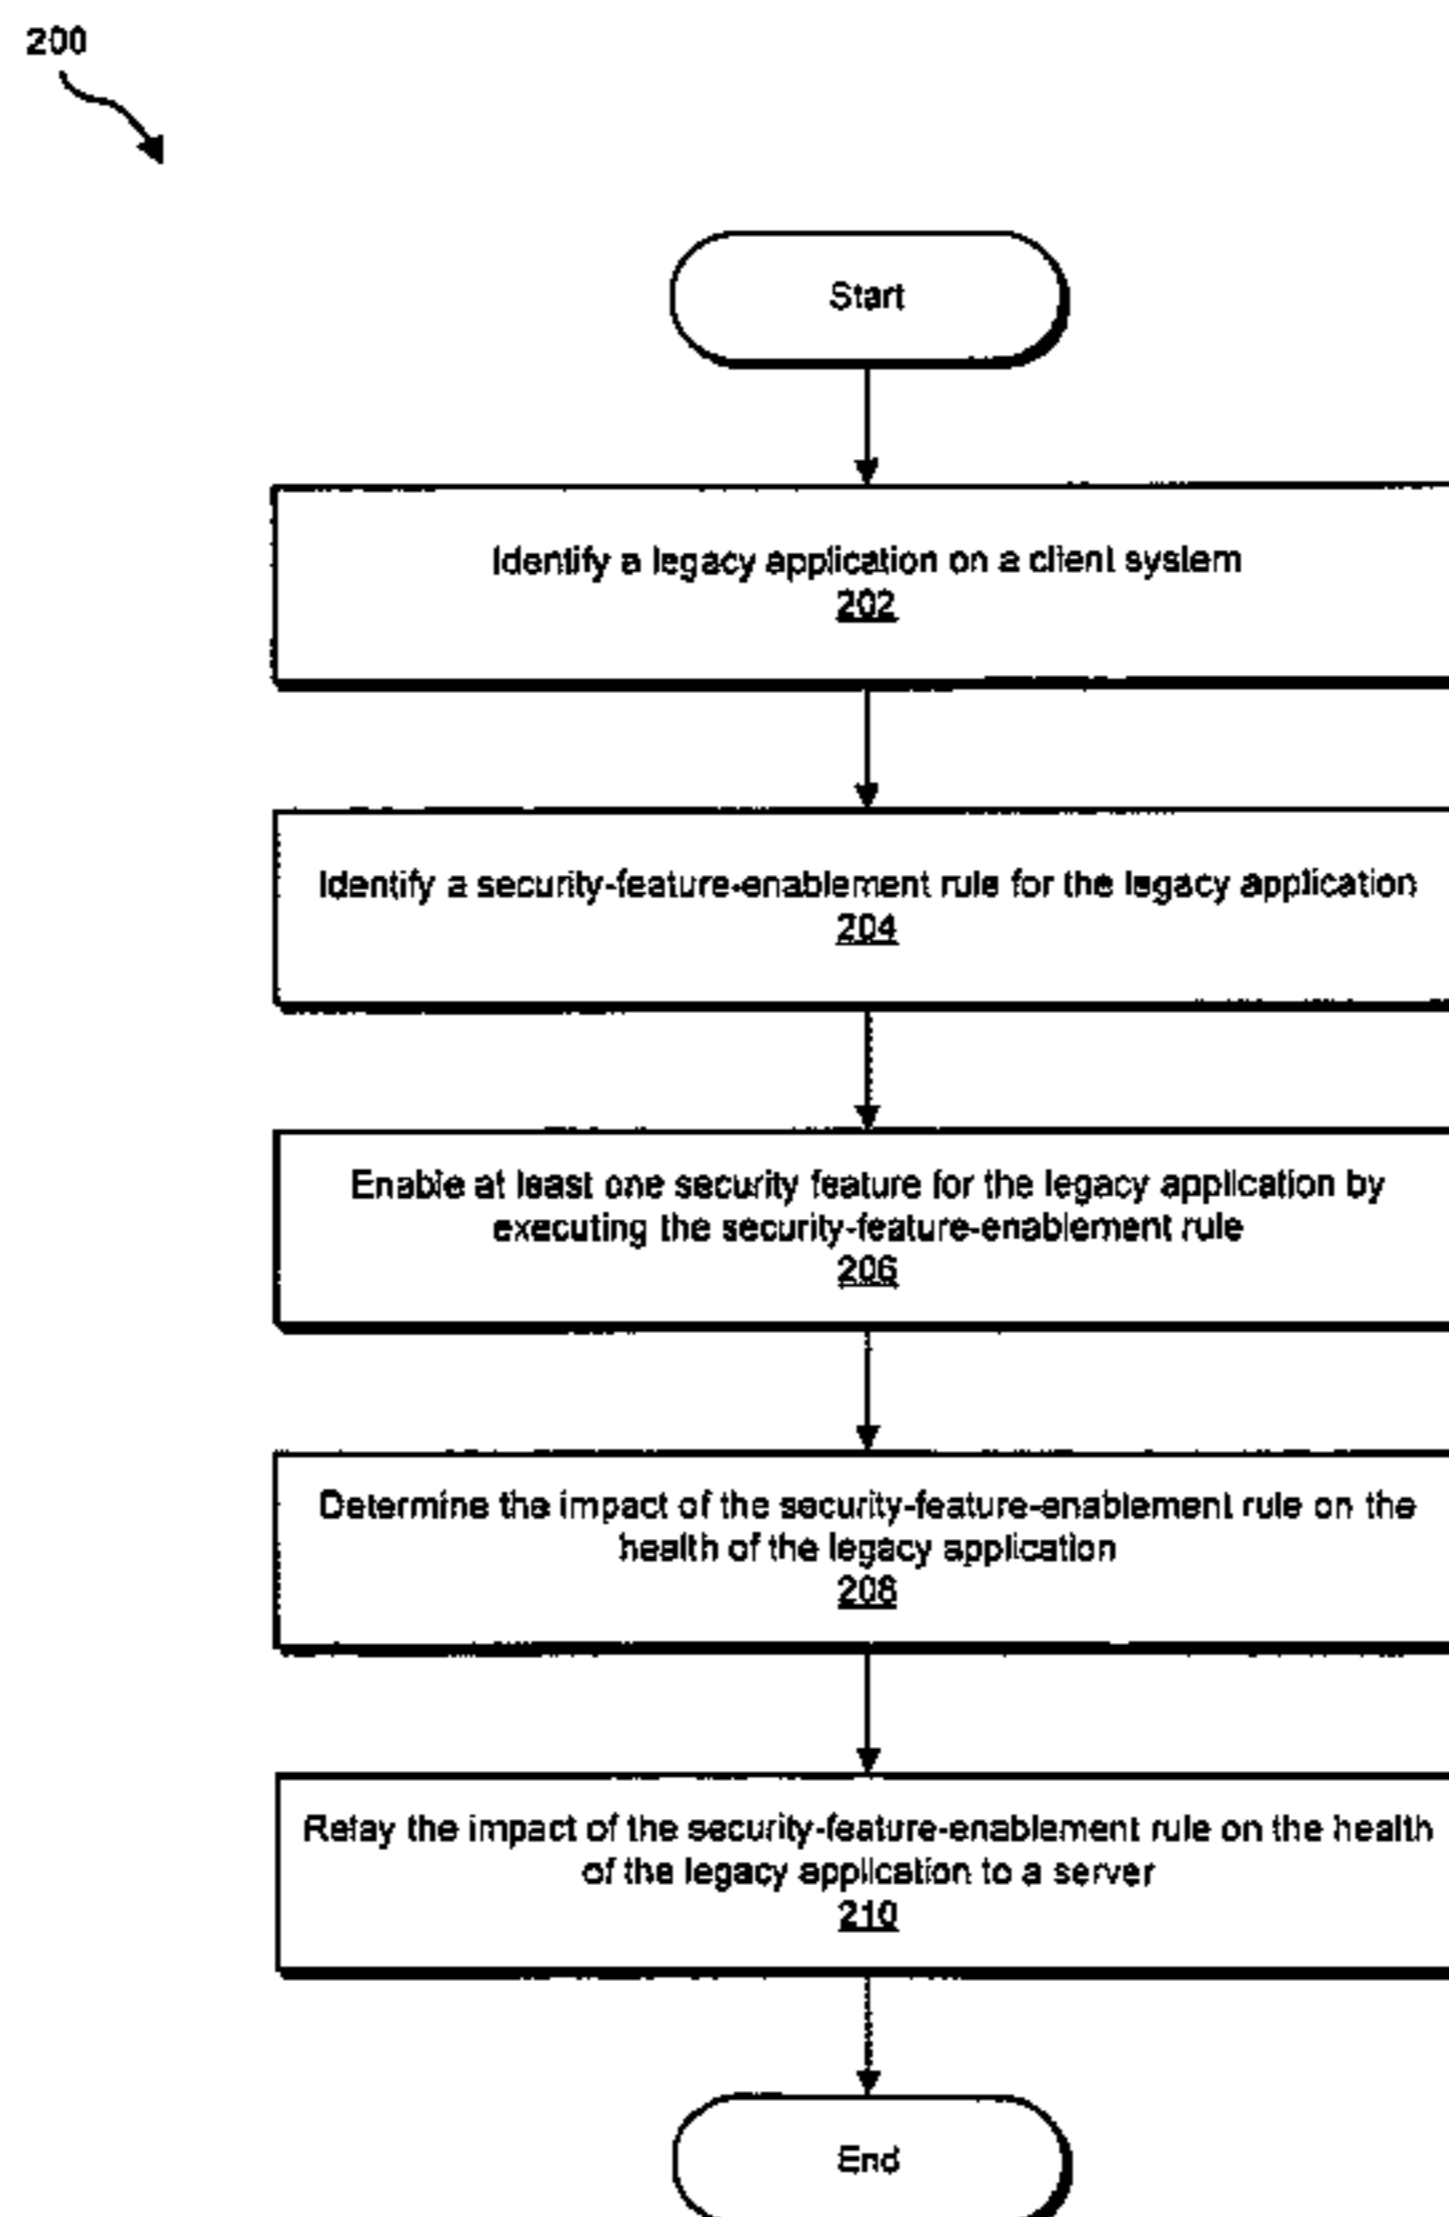 200
Start
Identify a legacy application on a client system
202
Identify a security-feature-enablement rule for the legacy application
204
Enable at least one security feature for the legacy application by
executing the security-feature-enablement rule
206
Determine the impact of the security-feature-enablement rule on the
health of the legacy application
208
Relay the impact of the security-feature-enablement rule on the health
of the legacy application to a server
210
End